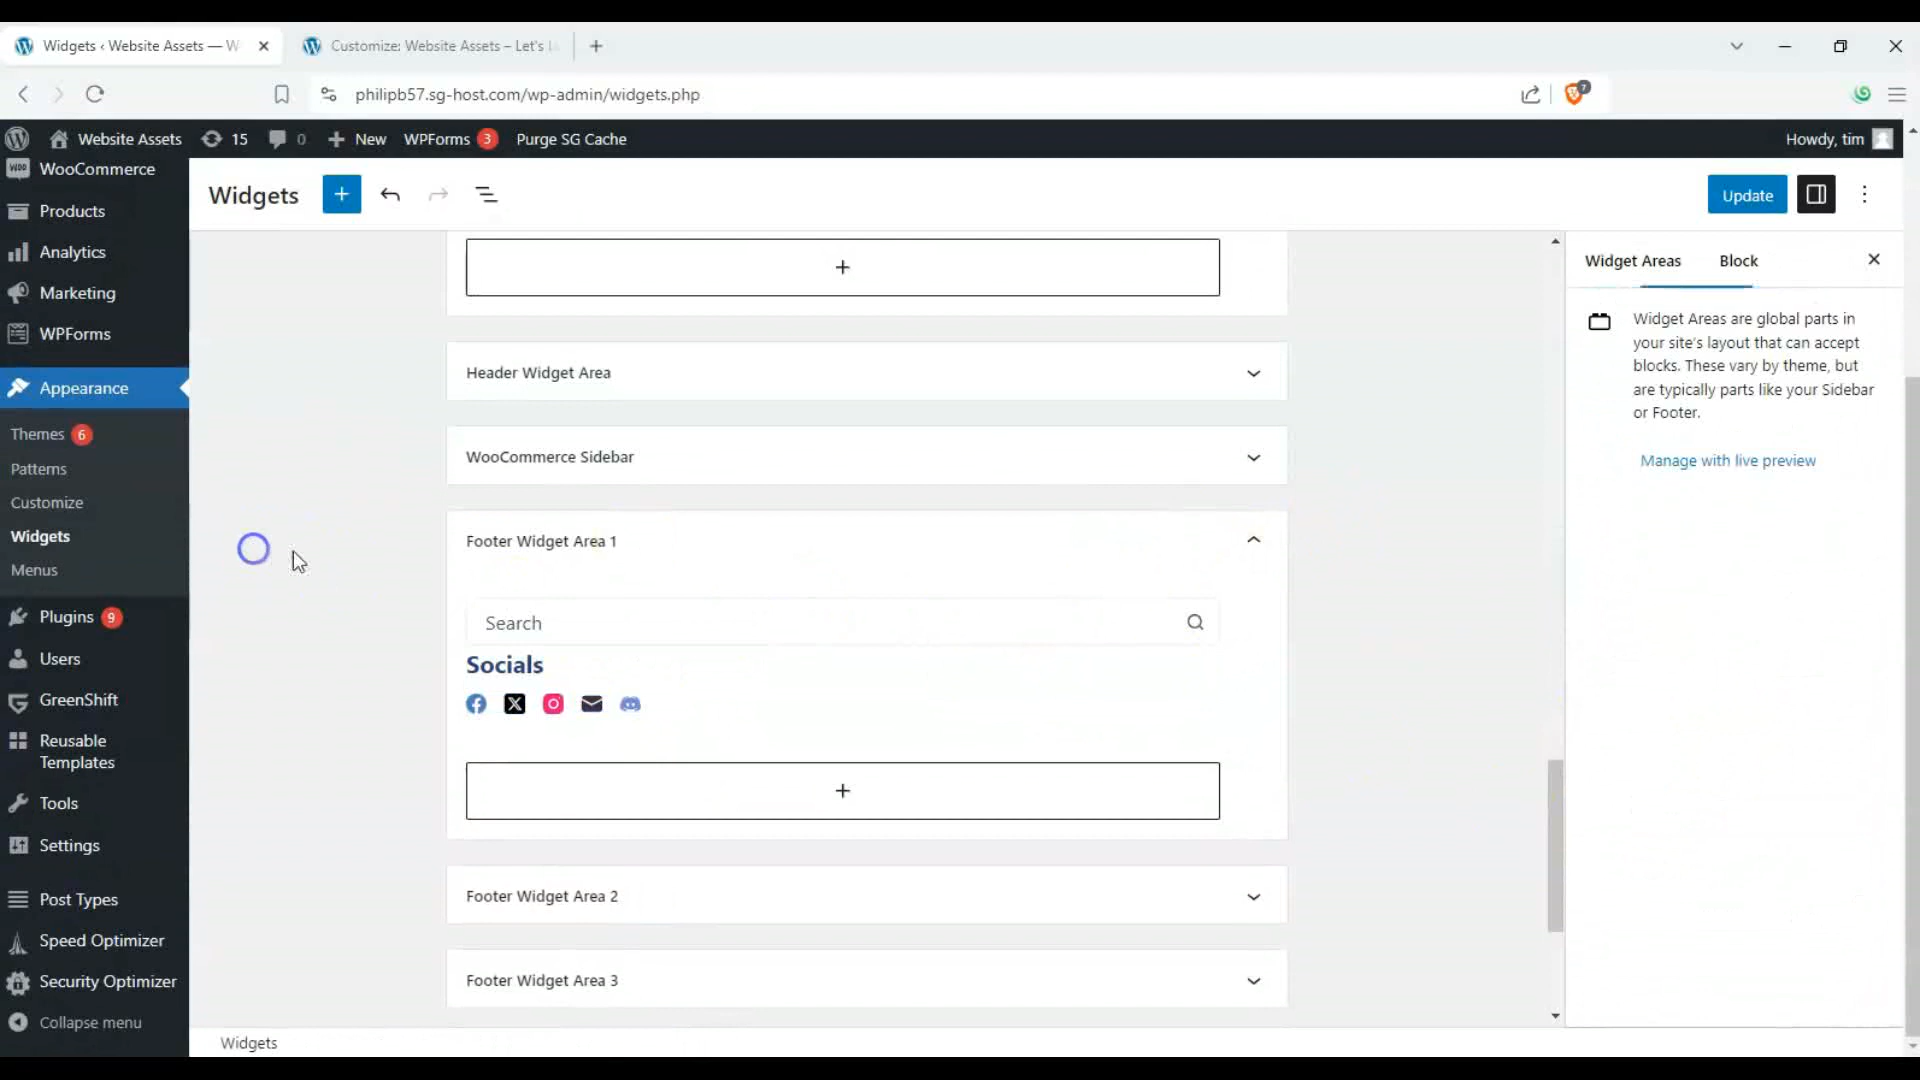 Widgets ‹ Website Assets — W
Customize: Website Assets – Let's
philipb57.sg-host.com/wp-admin/widgets.php
7
Website Assets
15
0
New
WPForms 3
Purge SG Cache
Howdy, tim
WooCommerce
Products
Analytics
Marketing
WPForms
Appearance
Themes 6
Patterns
Customize
Widgets
Menus
Plugins 9
Users
GreenShift
Reusable
Templates
Tools
Settings
Post Types
Speed Optimizer
Security Optimizer
Collapse menu
Widgets
Update
Header Widget Area
WooCommerce Sidebar
Footer Widget Area 1
Search
Socials
Footer Widget Area 2
Footer Widget Area 3
Widget Areas
Block
Widget Areas are global parts in
your site's layout that can accept
blocks. These vary by theme, but
are typically parts like your Sidebar
or Footer.
Manage with live preview
Widgets